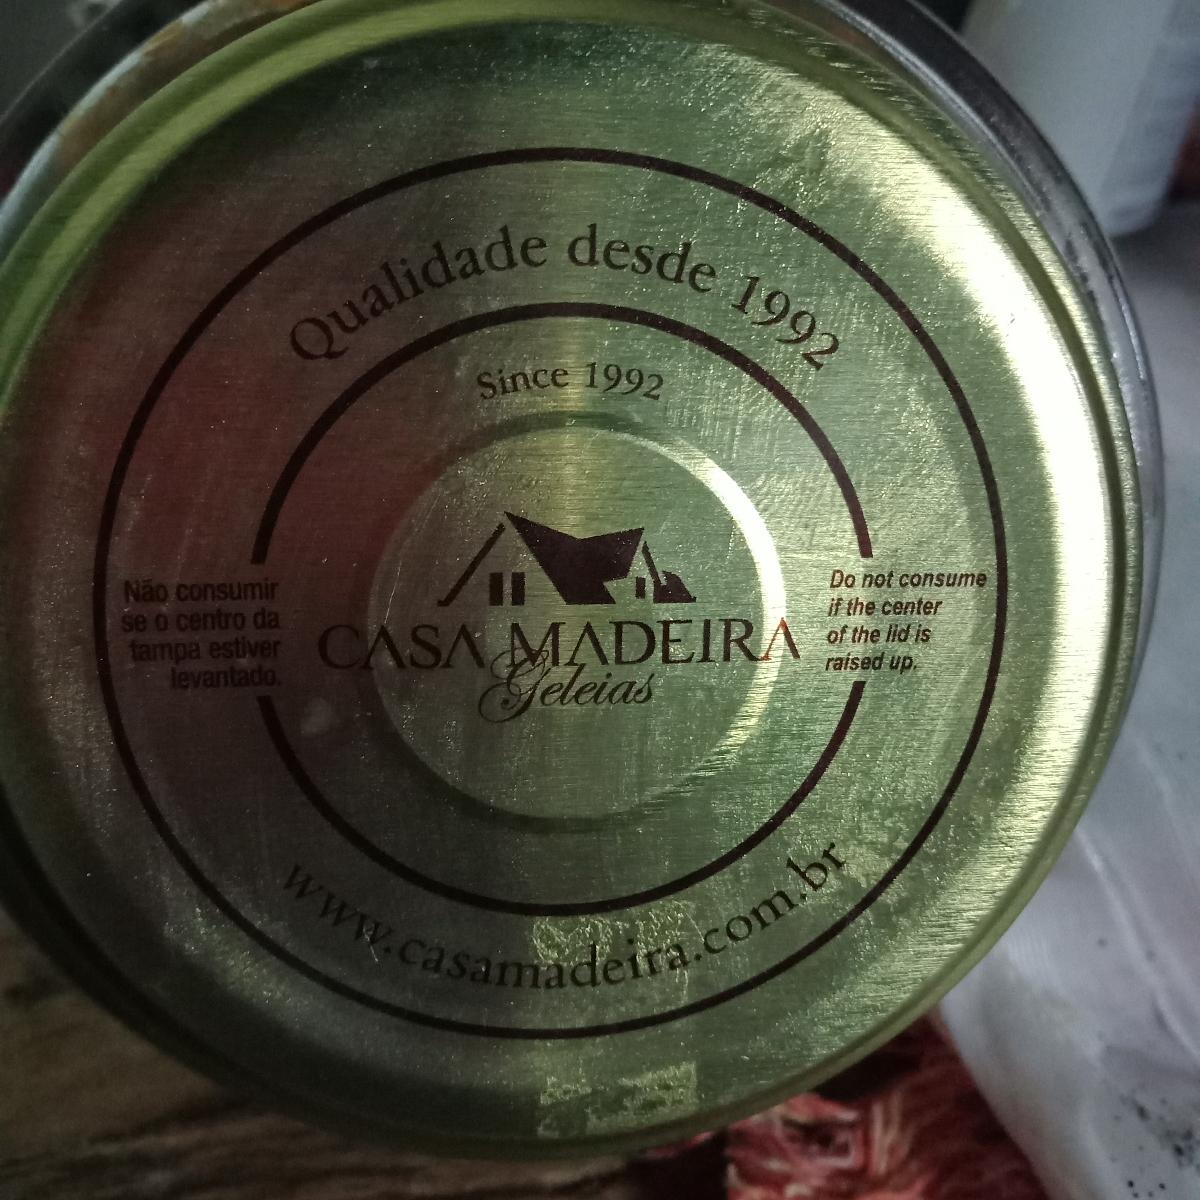 Qualidade desde 1992
Since 1992
CASA MADEIRA
Geleias
Não consumir
se o centro da
tampa estiver
levantado.
Do not consume
if the center
of the lid is
raised up.
www.casamadeira.com.br